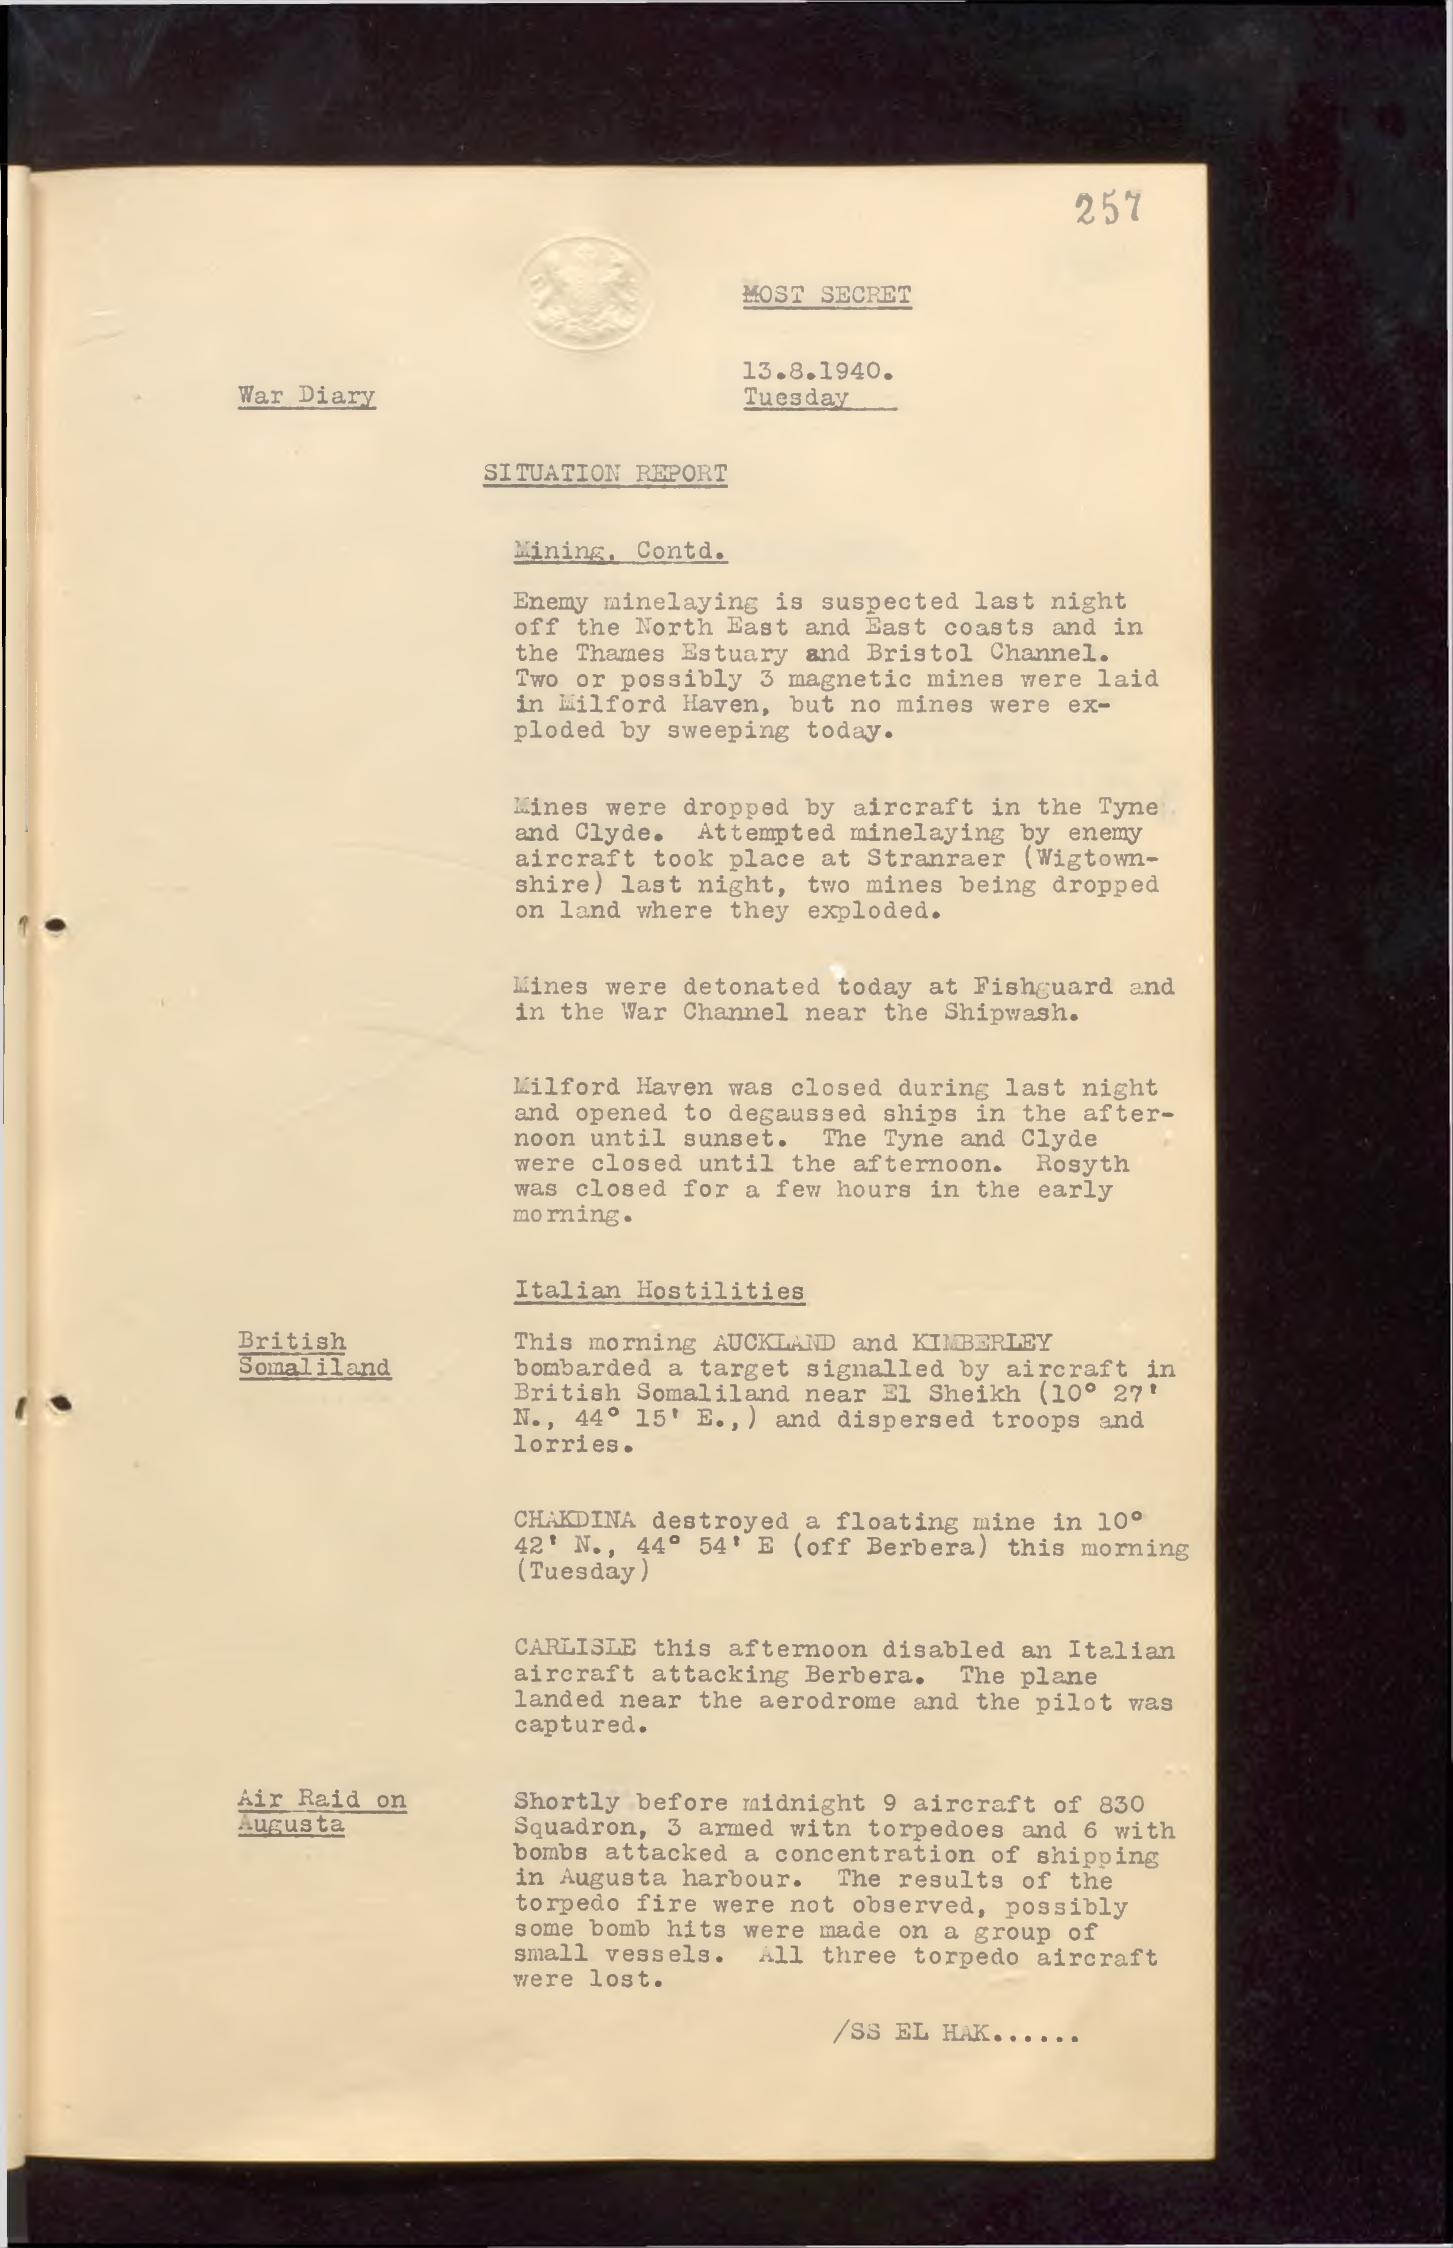 257
MOST SECRET
13.8.1940.
War Diary
Tuesday
SITUATION REPORT
Mining, Contd.
Enemy minelaying is suspected last night
off the North East and East coasts and in
the Thames Estuary and Bristol Channel.
Two or possibly 3 magnetic mines were laid
in Milford Haven, but no mines were ex-
ploded by sweeping today.
Mines were dropped by aircraft in the Tyne
and Clyde. Attempted minelaying by enemy
aircraft took place at Stranraer (Wigtown-
shire) last night, two mines being dropped
on land where they exploded.
Mines were detonated today at Fishguard and
in the War Channel near the Shipwash.
Milford Haven was closed during last night
and opened to degaussed ships in the after-
noon until sunset. The Tyne and Clyde
were closed until the afternoon. Rosyth
was closed for a few hours in the early
morning.
Italian Hostilities
British
Somaliland
This morning AUCKLAND and KIMBERLEY
bombarded a target signalled by aircraft in
British Somaliland near El Sheikh (10° 27'
N., 44° 15' E.,) and dispersed troops and
lorries.
CHAKDINA destroyed a floating mine in 10°
42' N., 44° 54' E (off Berbera) this morning
(Tuesday)
CARLISLE this afternoon disabled an Italian
aircraft attacking Berbera. The plane
landed near the aerodrome and the pilot was
captured.
Air Raid on
Augusta
Shortly before midnight 9 aircraft of 830
Squadron, 3 armed witn torpedoes and 6 with
bombs attacked a concentration of shipping
in Augusta harbour. The results of the
torpedo fire were not observed, possibly
some bomb hits were made on a group of
small vessels. All three torpedo aircraft
were lost.
/SS EL HAK......